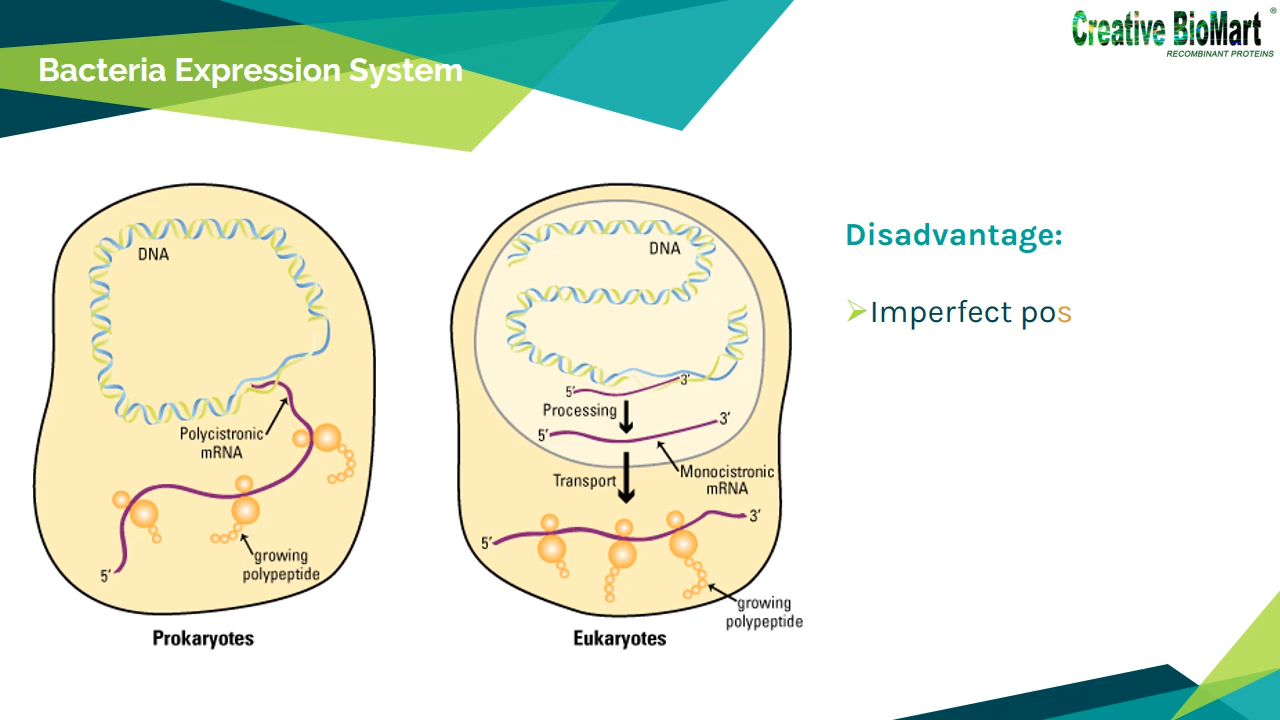 Creative BioMart®
RECOMBINANT PROTEINS
Bacteria Expression System
DNA
Polycistronic
mRNA
growing
polypeptide
5′
Prokaryotes
DNA
5′
3′
Processing
5′
3′
Transport
Monocistronic
mRNA
5′
3′
growing
polypeptide
Eukaryotes
Disadvantage:
Imperfect pos